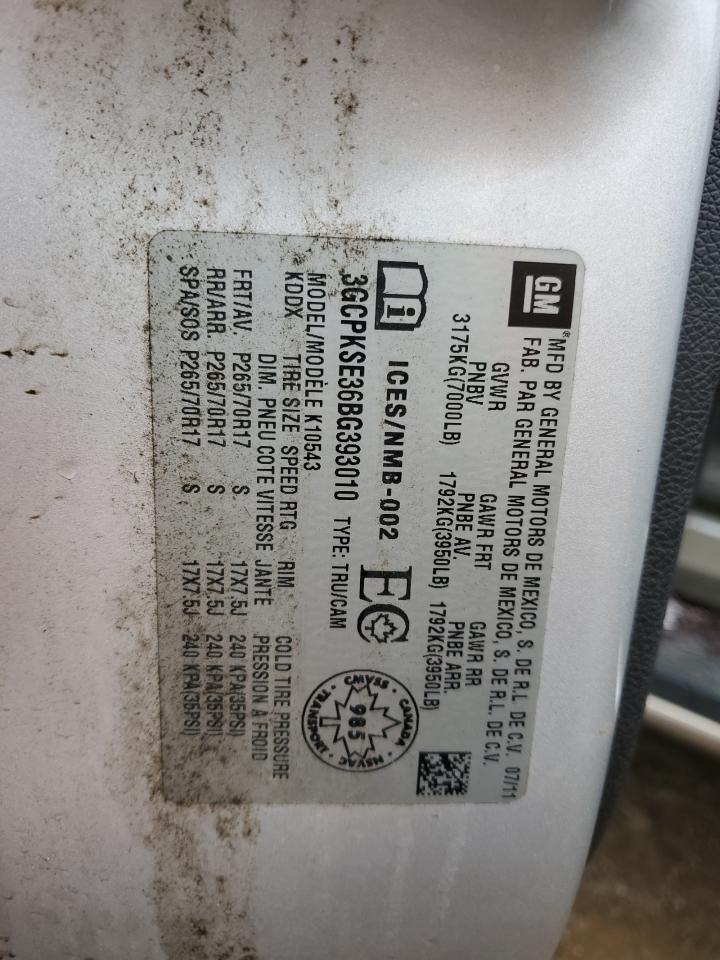 GM
® MFD BY GENERAL MOTORS DE MEXICO, S. DE R.L. DE C.V. 07/11
FAB. PAR GENERAL MOTORS DE MEXICO, S. DE R.L. DE C.V.
GVWR GAWR FRT GAWR RR
PNBV PNBE AV. PNBE ARR.
3175KG(7000LB) 1792KG(3950LB) 1792KG(3950LB)
i ICES/NMB-002 EC
CANADA CMVSS 985 NSVAC TRANSPORT
3GCPKSE36BG393010 TYPE: TRU/CAM
MODEL/MODÈLE K10543
KDDX TIRE SIZE SPEED RTG RIM COLD TIRE PRESSURE
DIM. PNEU COTE VITESSE JANTE PRESSION A FROID
FRT/AV. P265/70R17 S 17X7.5J 240 KPA(35PSI)
RR/ARR. P265/70R17 S 17X7.5J 240 KPA(35PSI)
SPA/SOS P265/70R17 S 17X7.5J 240 KPA(35PSI)